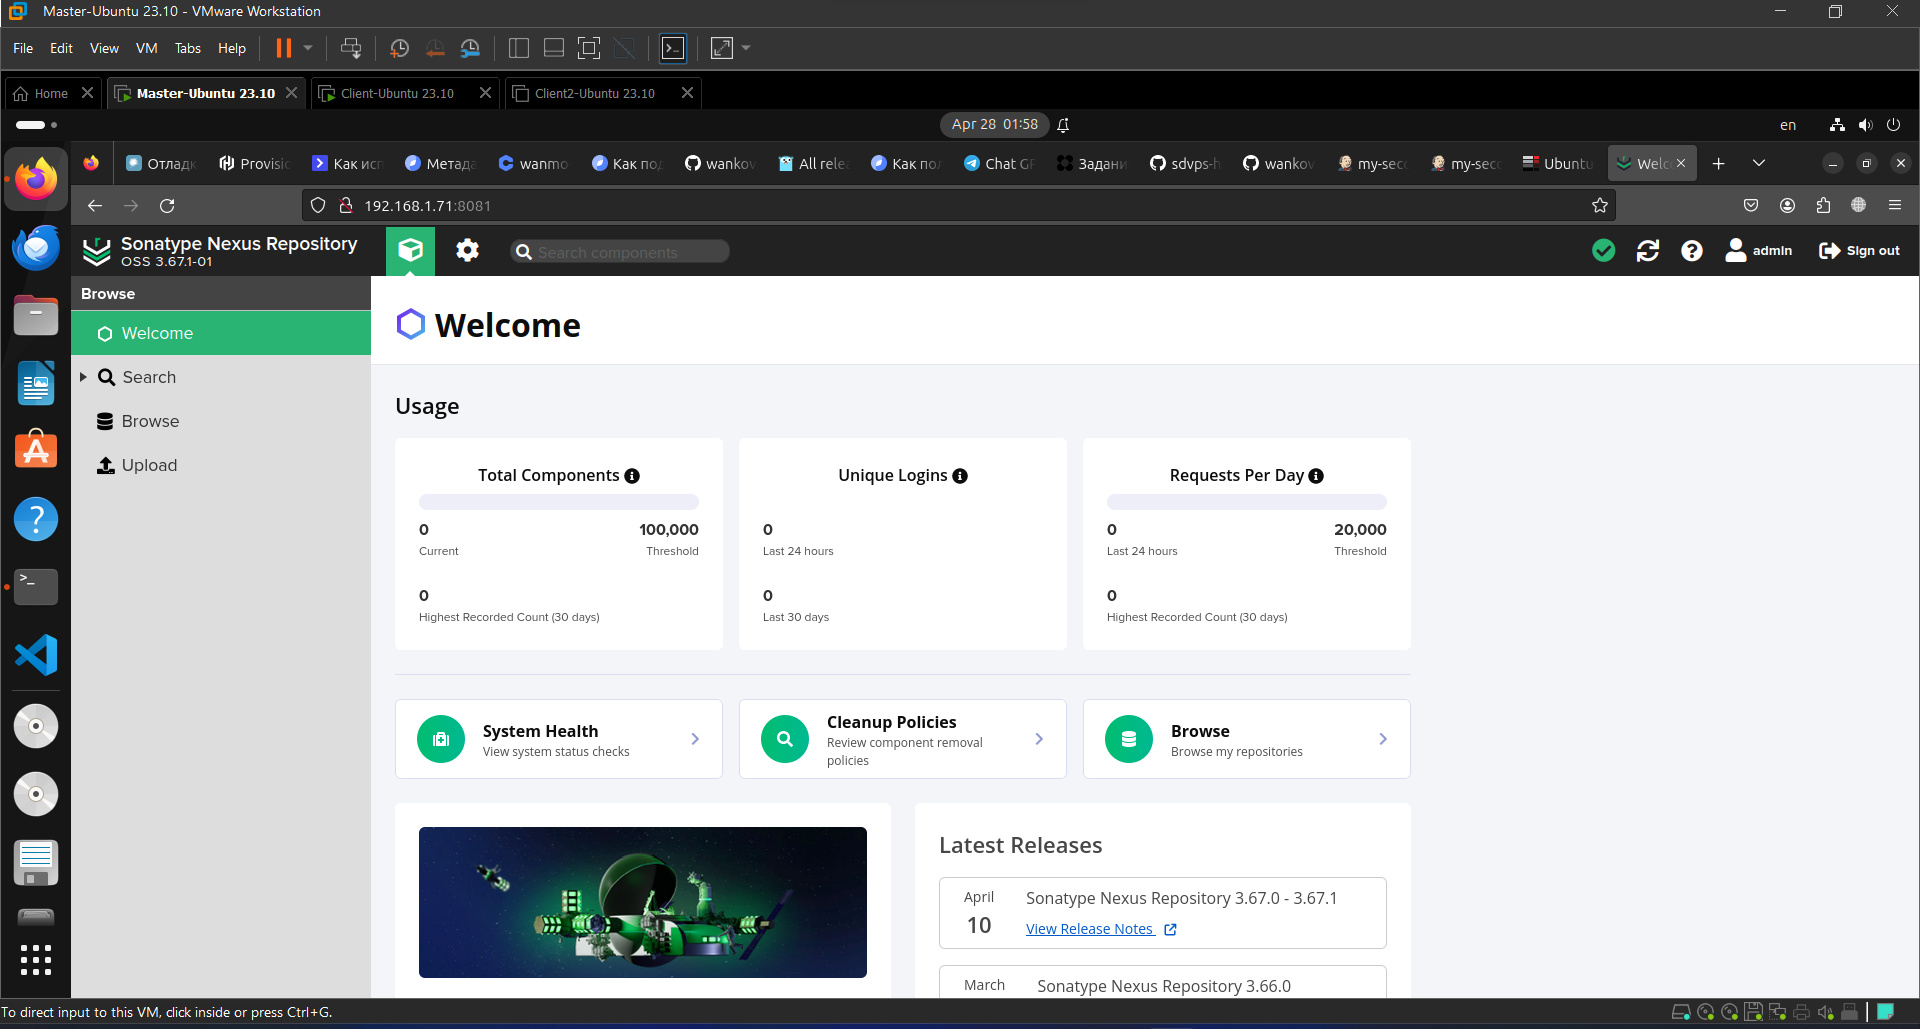 Master-Ubuntu 23.10 - VMware Workstation
File Edit View VM Tabs Help
Home Master-Ubuntu 23.10 Client-Ubuntu 23.10 Client2-Ubuntu 23.10
Apr 28 01:58 en
Отладк Provisio Как исп Метада wanmo Как по wankov All relea Как пол Chat GP Задани sdvps-h wankov my-seco my-seco Ubuntu Welc
192.168.1.71:8081
Sonatype Nexus Repository
OSS 3.67.1-01
Search components
admin Sign out
Browse
Welcome
Search
Browse
Upload
Welcome
Usage
Total Components
0 100,000
Current Threshold
0
Highest Recorded Count (30 days)
Unique Logins
0
Last 24 hours
0
Last 30 days
Requests Per Day
0 20,000
Last 24 hours Threshold
0
Highest Recorded Count (30 days)
System Health
View system status checks
Cleanup Policies
Review component removal
policies
Browse
Browse my repositories
Latest Releases
April
10
Sonatype Nexus Repository 3.67.0 - 3.67.1
View Release Notes
March
Sonatype Nexus Repository 3.66.0
To direct input to this VM, click inside or press Ctrl+G.